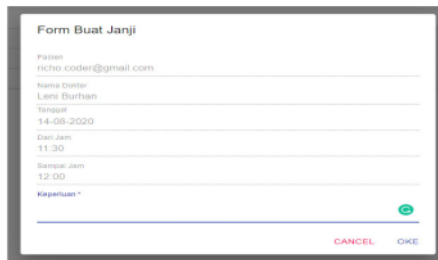 Form Buat Janji
Pasien
richo.coder@gmail.com
Nama Dokter
Leni Burhan
Tanggal
14-08-2020
Dari Jam
11:30
Sampai Jam
12:00
Keperluan *
CANCEL OKE